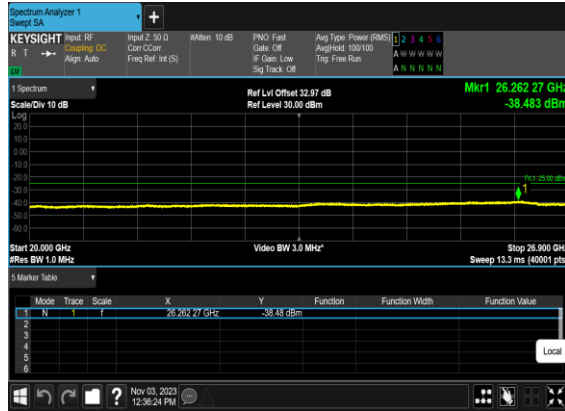 Spectrum Analyzer 1
Swept SA
KEYSIGHT Input: RF Input Z: 50 Ω #Atten: 10 dB PNO: Fast Avg Type: Power (RMS) 1 2 3 4 5 6
R T Coupling: DC Corr CCorr Gate: Off Avg|Hold: 100/100 A W W W W W
Align: Auto Freq Ref: Int (S) IF Gain: Low Trig: Free Run
Sig Track: Off A N N N N N
1 Spectrum Ref Lvl Offset 32.97 dB Mkr1 26.262 27 GHz
Scale/Div 10 dB Ref Level 30.00 dBm -38.483 dBm
Log
20.0
10.0
0.00
-10.0
-20.0
DL1 -25.00 dBm
-30.0
1
-40.0
-50.0
-60.0
Start 20.000 GHz Video BW 3.0 MHz* Stop 26.900 GHz
#Res BW 1.0 MHz Sweep 13.3 ms (40001 pts)
5 Marker Table
Mode Trace Scale X Y Function Function Width Function Value
1 N 1 f 26.262 27 GHz -38.48 dBm
2
3
4
5
6
Local
Nov 03, 2023
12:36:24 PM